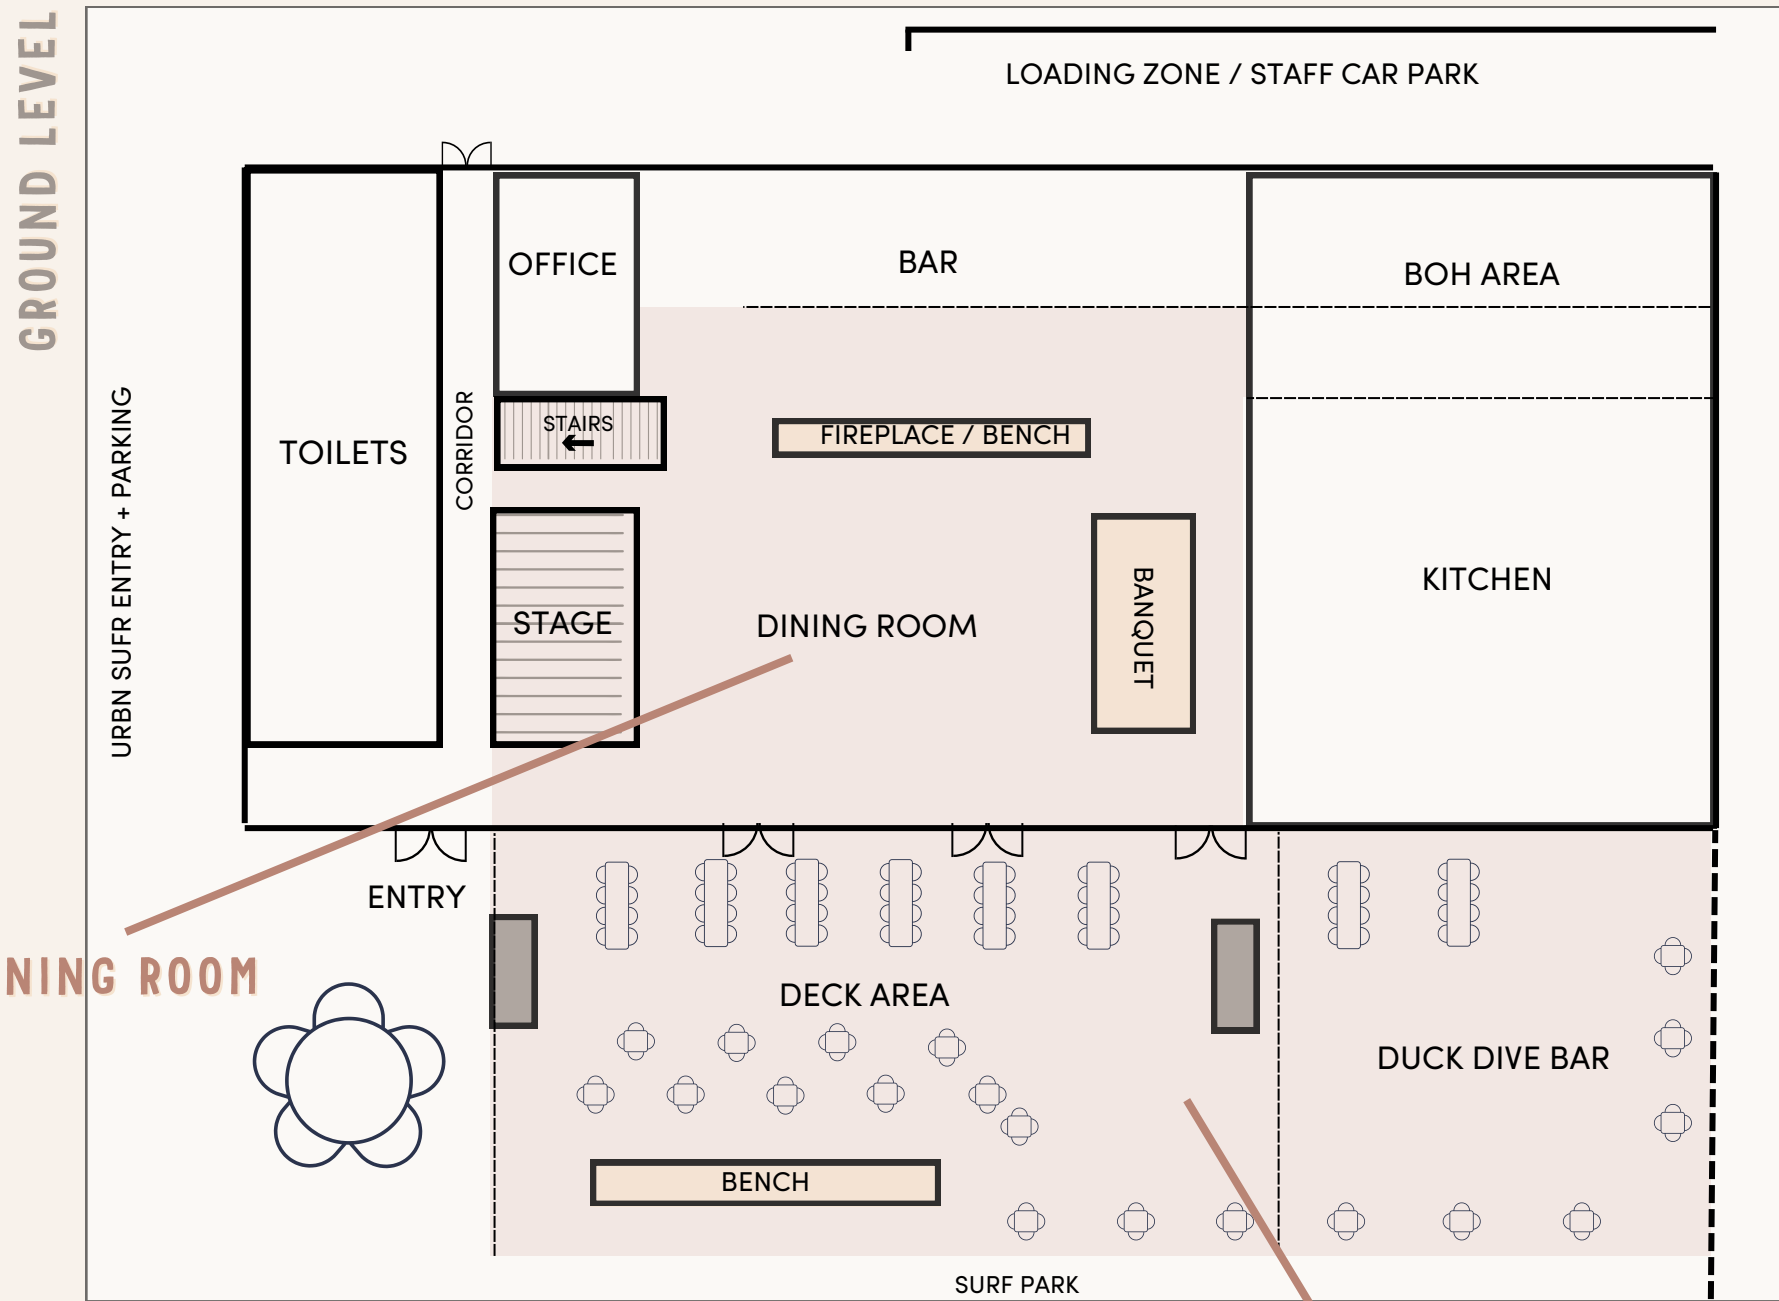 GROUND LEVEL
LOADING ZONE / STAFF CAR PARK
OFFICE
BAR
BOH AREA
STAIRS
FIREPLACE / BENCH
TOILETS
CORRIDOR
URBN SUFR ENTRY + PARKING
STAGE
DINING ROOM
BANQUET
KITCHEN
ENTRY
NING ROOM
DECK AREA
DUCK DIVE BAR
BENCH
SURF PARK